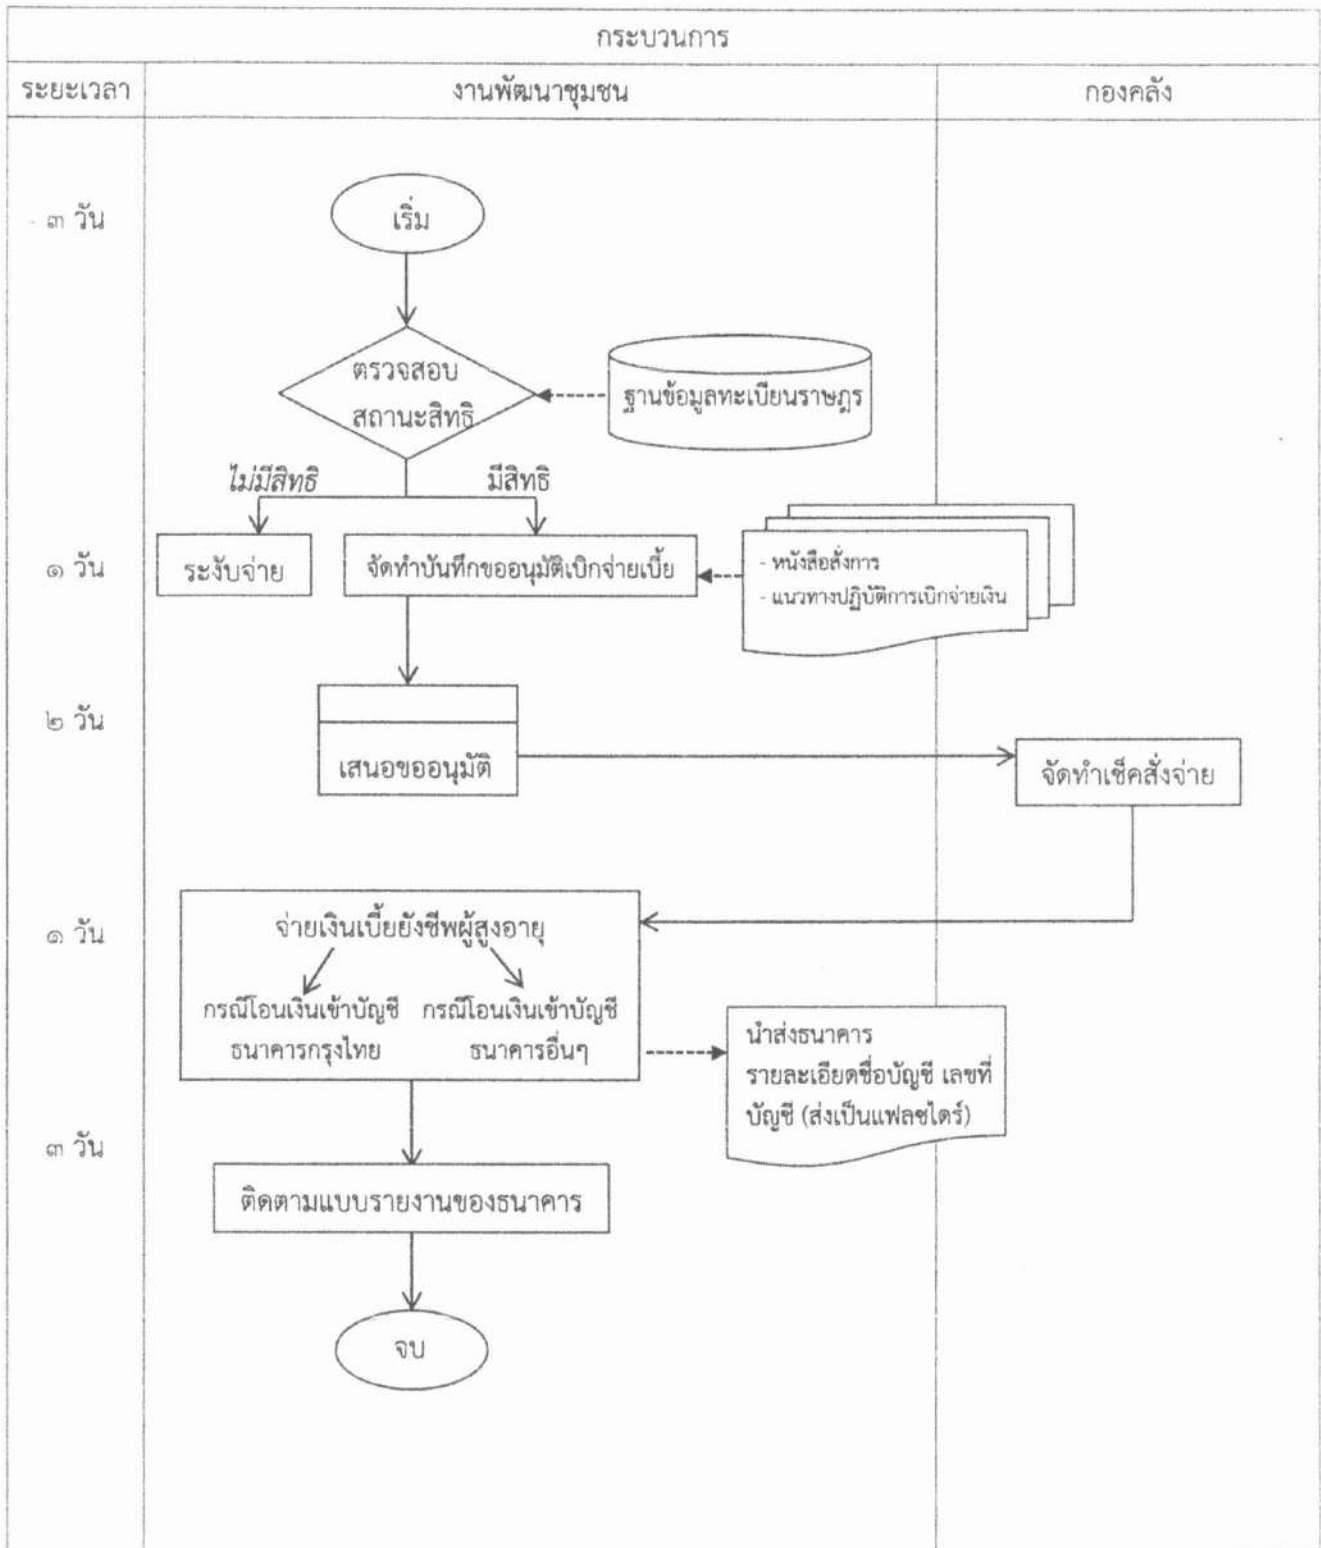 กระบวนการ
ระยะเวลา
งานพัฒนาชุมชน
กองคลัง
- ๓ วัน
เริ่ม
ตรวจสอบ
สถานะสิทธิ
ฐานข้อมูลทะเบียนราษฎร
ไม่มีสิทธิ
มีสิทธิ
๑ วัน
ระงับจ่าย
จัดทำบันทึกขออนุมัติเบิกจ่ายเบี้ย
- หนังสือสั่งการ
- แนวทางปฏิบัติการเบิกจ่ายเงิน
๒ วัน
เสนอขออนุมัติ
จัดทำเช็คสั่งจ่าย
๑ วัน
จ่ายเงินเบี้ยยังชีพผู้สูงอายุ
กรณีโอนเงินเข้าบัญชี
ธนาคารกรุงไทย
กรณีโอนเงินเข้าบัญชี
ธนาคารอื่นๆ
นำส่งธนาคาร
รายละเอียดชื่อบัญชี เลขที่
บัญชี (ส่งเป็นแฟลชไดร์)
๓ วัน
ติดตามแบบรายงานของธนาคาร
จบ